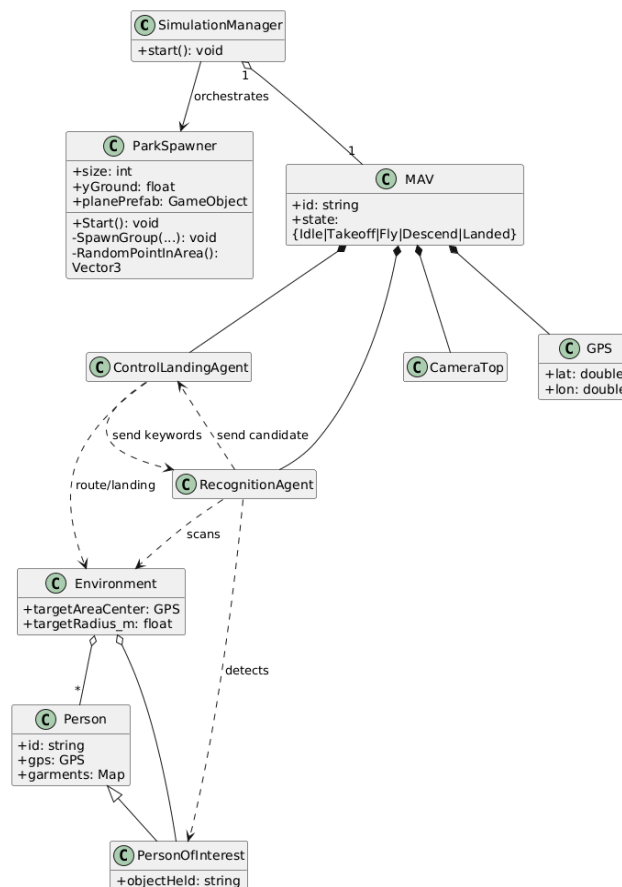 C SimulationManager
+start(): void
1
orchestrates
1
C ParkSpawner
+size: int
+yGround: float
+planePrefab: GameObject
+Start(): void
-SpawnGroup(...): void
-RandomPointInArea():
Vector3
C MAV
+id: string
+state:
{Idle|Takeoff|Fly|Descend|Landed}
C ControlLandingAgent
C CameraTop
C GPS
+lat: double
+lon: double
send keywords
send candidate
route/landing
C RecognitionAgent
scans
C Environment
+targetAreaCenter: GPS
+targetRadius_m: float
detects
*
C Person
+id: string
+gps: GPS
+garments: Map
C PersonOfInterest
+objectHeld: string